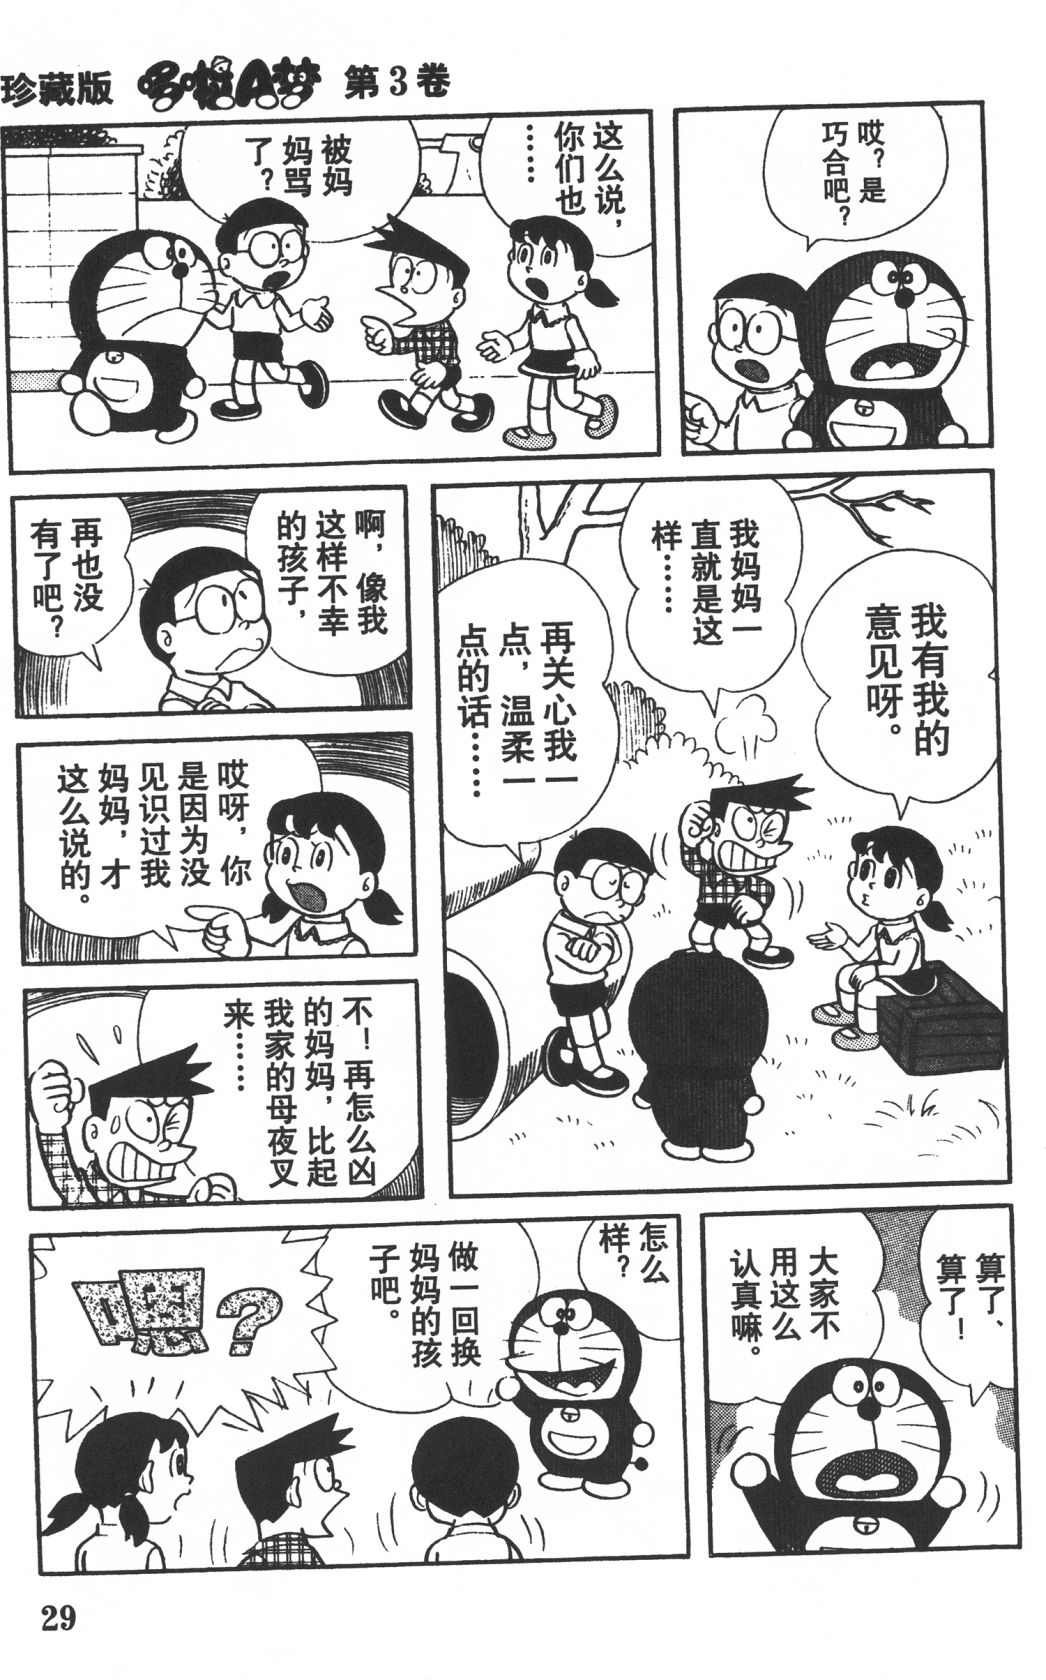 珍藏版 哆啦A梦 第3卷
哎？是
巧合吧？
这么说，
你们也
……
被妈
妈骂
了？
我有我的
意见呀。
我妈妈一
直就是这
样……
再关心我一
点，温柔一
点的话……
啊，像我
这样不幸
的孩子，
再也没
有了吧？
哎呀，你
是因为没
见识过我
妈妈，才
这么说的。
不！再怎么凶
的妈妈，比起
我家的母夜叉
来……
算了、
算了！
大家不
用这么
认真嘛。
怎么
样？
做一回换
妈妈的孩
子吧。
嗯？
29